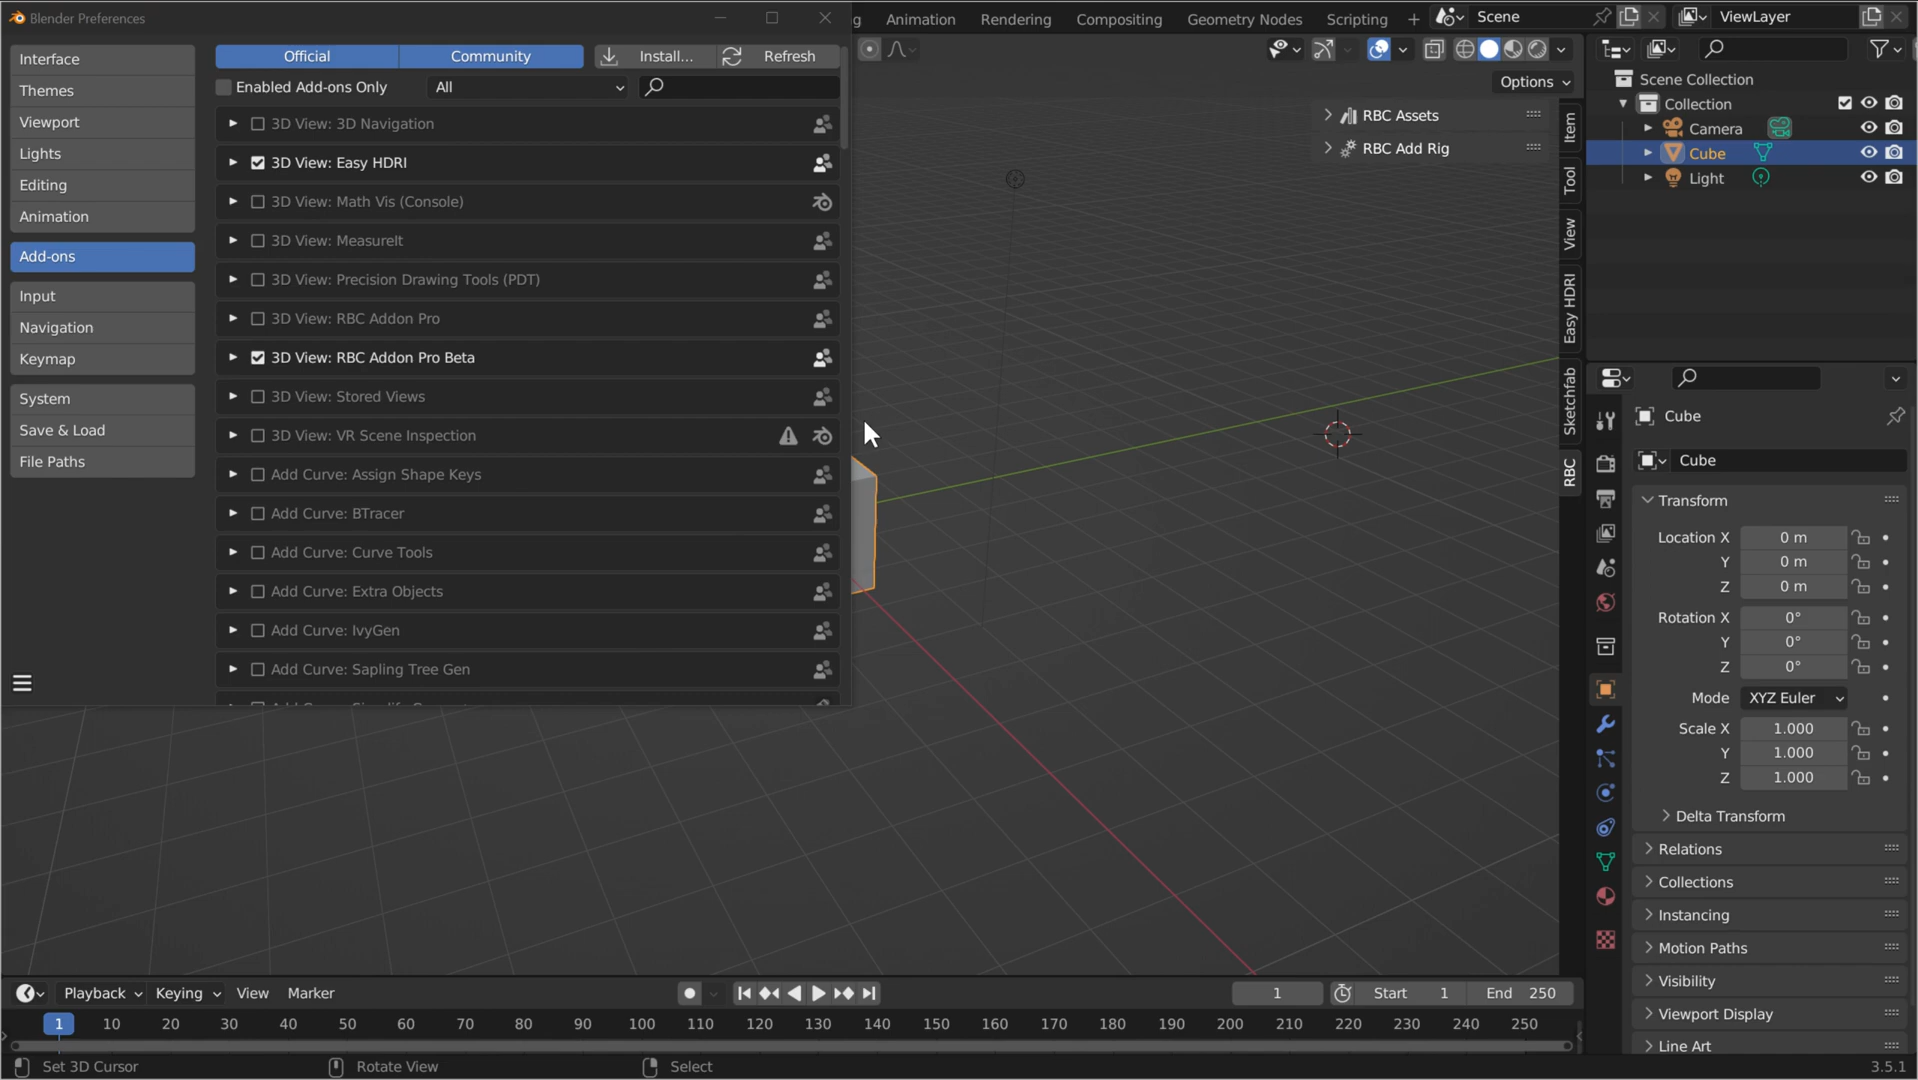 Blender Preferences
Interface
Themes
Viewport
Lights
Editing
Animation
Add-ons
Input
Navigation
Keymap
System
Save & Load
File Paths
Official
Community
Install...
Refresh
Enabled Add-ons Only
All
3D View: 3D Navigation
3D View: Easy HDRI
3D View: Math Vis (Console)
3D View: MeasureIt
3D View: Precision Drawing Tools (PDT)
3D View: RBC Addon Pro
3D View: RBC Addon Pro Beta
3D View: Stored Views
3D View: VR Scene Inspection
Add Curve: Assign Shape Keys
Add Curve: BTracer
Add Curve: Curve Tools
Add Curve: Extra Objects
Add Curve: IvyGen
Add Curve: Sapling Tree Gen
Animation
Rendering
Compositing
Geometry Nodes
Scripting
Scene
ViewLayer
Options
RBC Assets
RBC Add Rig
Item
Tool
View
Easy HDRI
Sketchfab
RBC
Scene Collection
Collection
Camera
Cube
Light
Cube
Cube
Transform
Location X 0 m
Y 0 m
Z 0 m
Rotation X 0°
Y 0°
Z 0°
Mode XYZ Euler
Scale X 1.000
Y 1.000
Z 1.000
Delta Transform
Relations
Collections
Instancing
Motion Paths
Visibility
Viewport Display
Line Art
Playback Keying View Marker 1 Start 1 End 250
1 10 20 30 40 50 60 70 80 90 100 110 120 130 140 150 160 170 180 190 200 210 220 230 240 250
Set 3D Cursor Rotate View Select 3.5.1